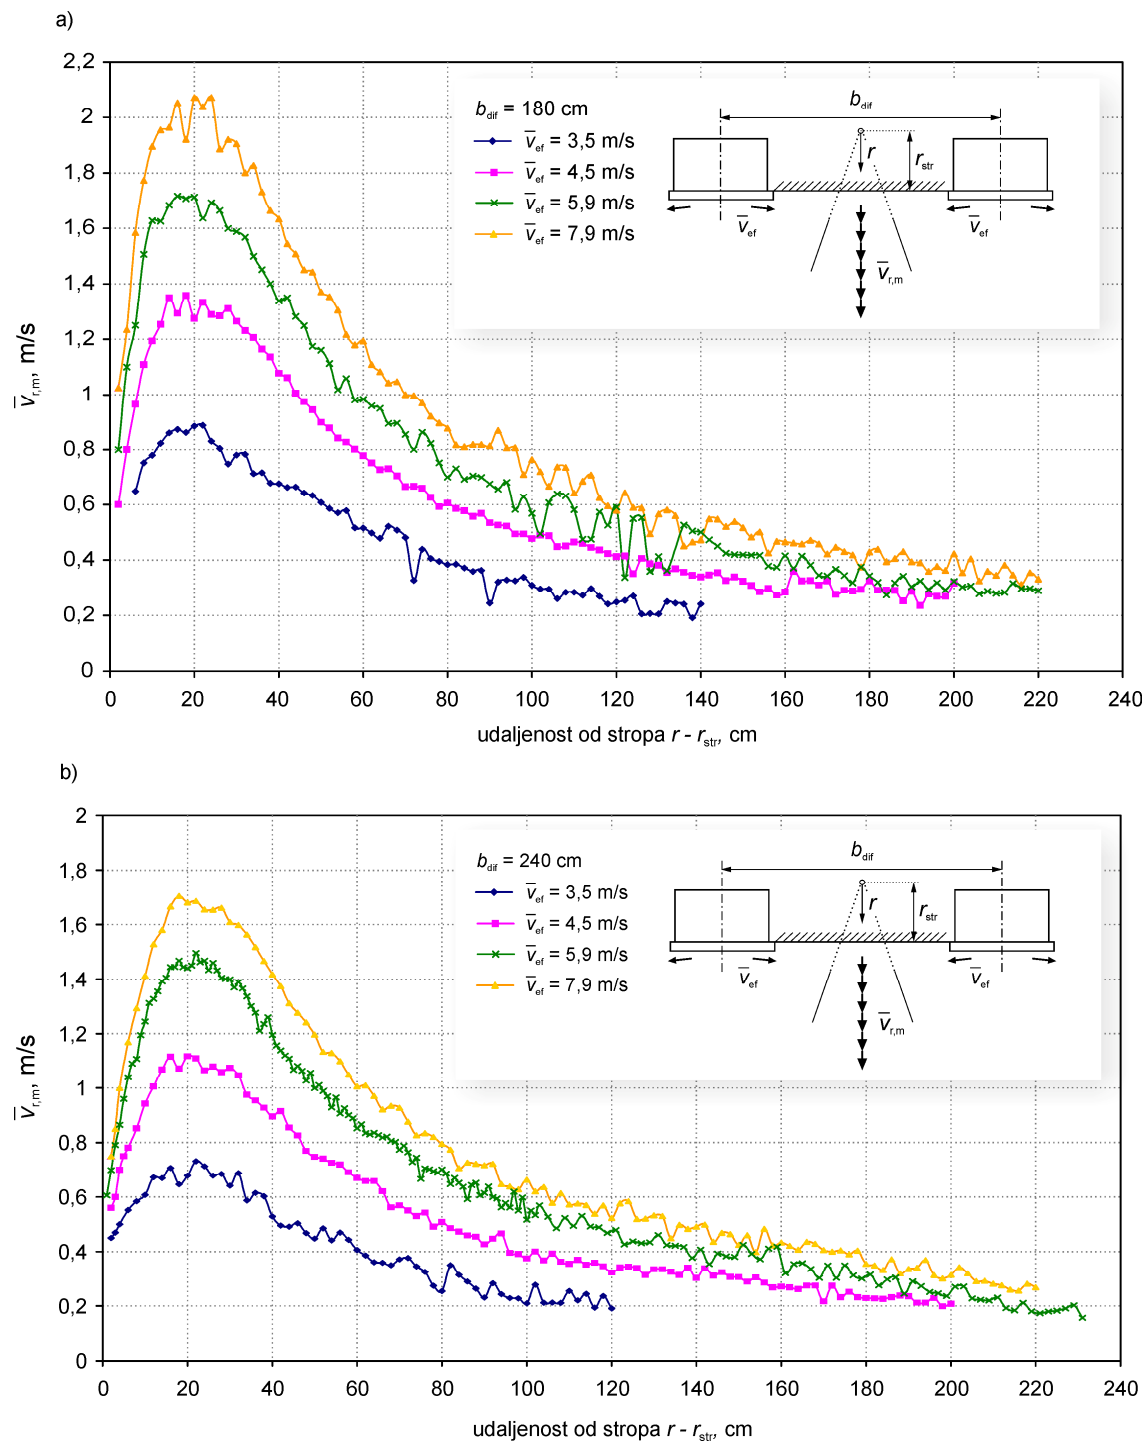 a)
2,2
2
1,8
1,6
1,4
1,2
1
0,8
0,6
0,4
0,2
0
v̅r,m, m/s
bdif = 180 cm
v̅ef = 3,5 m/s
v̅ef = 4,5 m/s
v̅ef = 5,9 m/s
v̅ef = 7,9 m/s
bdif
r
rstr
v̅ef
v̅ef
v̅r,m
0 20 40 60 80 100 120 140 160 180 200 220 240
udaljenost od stropa r - rstr, cm
b)
2
1,8
1,6
1,4
1,2
1
0,8
0,6
0,4
0,2
0
v̅r,m, m/s
bdif = 240 cm
v̅ef = 3,5 m/s
v̅ef = 4,5 m/s
v̅ef = 5,9 m/s
v̅ef = 7,9 m/s
bdif
r
rstr
v̅ef
v̅ef
v̅r,m
0 20 40 60 80 100 120 140 160 180 200 220 240
udaljenost od stropa r - rstr, cm